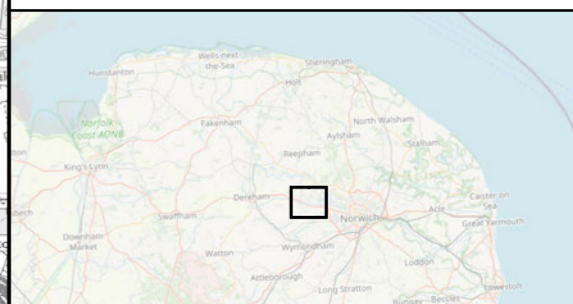 Wells-next-
the-Sea
Sheringham
Hunstanton
Holt
Norfolk
Coast AONB
Fakenham
North Walsham
Aylsham
Stalham
Reepham
King's Lynn
Dereham
Caister-on-
Sea
Swaffham
Norwich
Acle
Great Yarmouth
Downham
Market
Watton
Wymondham
Loddon
Attleborough
Long Stratton
Bungay
Beccles
Lowestoft